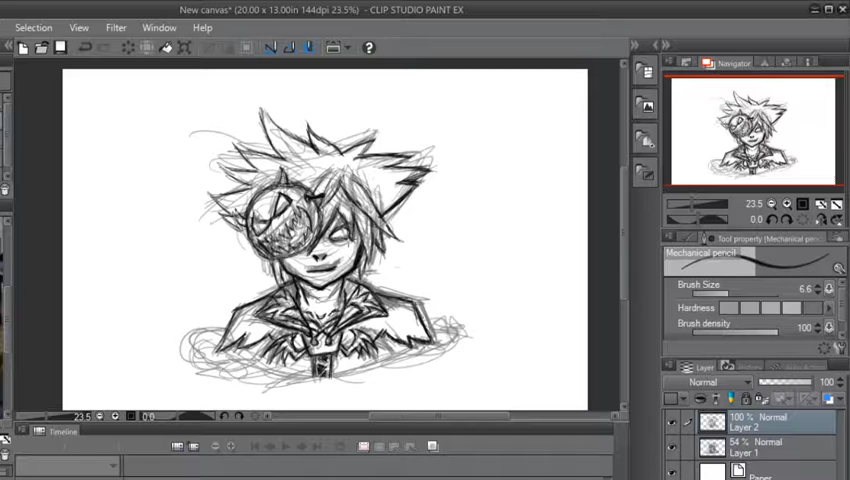 New canvas* (20.00 x 13.00in 144dpi 23.5%) - CLIP STUDIO PAINT EX
Selection View Filter Window Help
Navigator
23.5
0.0
Tool property (Mechanical pencil)
Mechanical pencil
Brush Size 6.6
Hardness
Brush density 100
Layer
Normal 100
100 % Normal
Layer 2
54 % Normal
Layer 1
Paper
23.5 0.0
Timeline